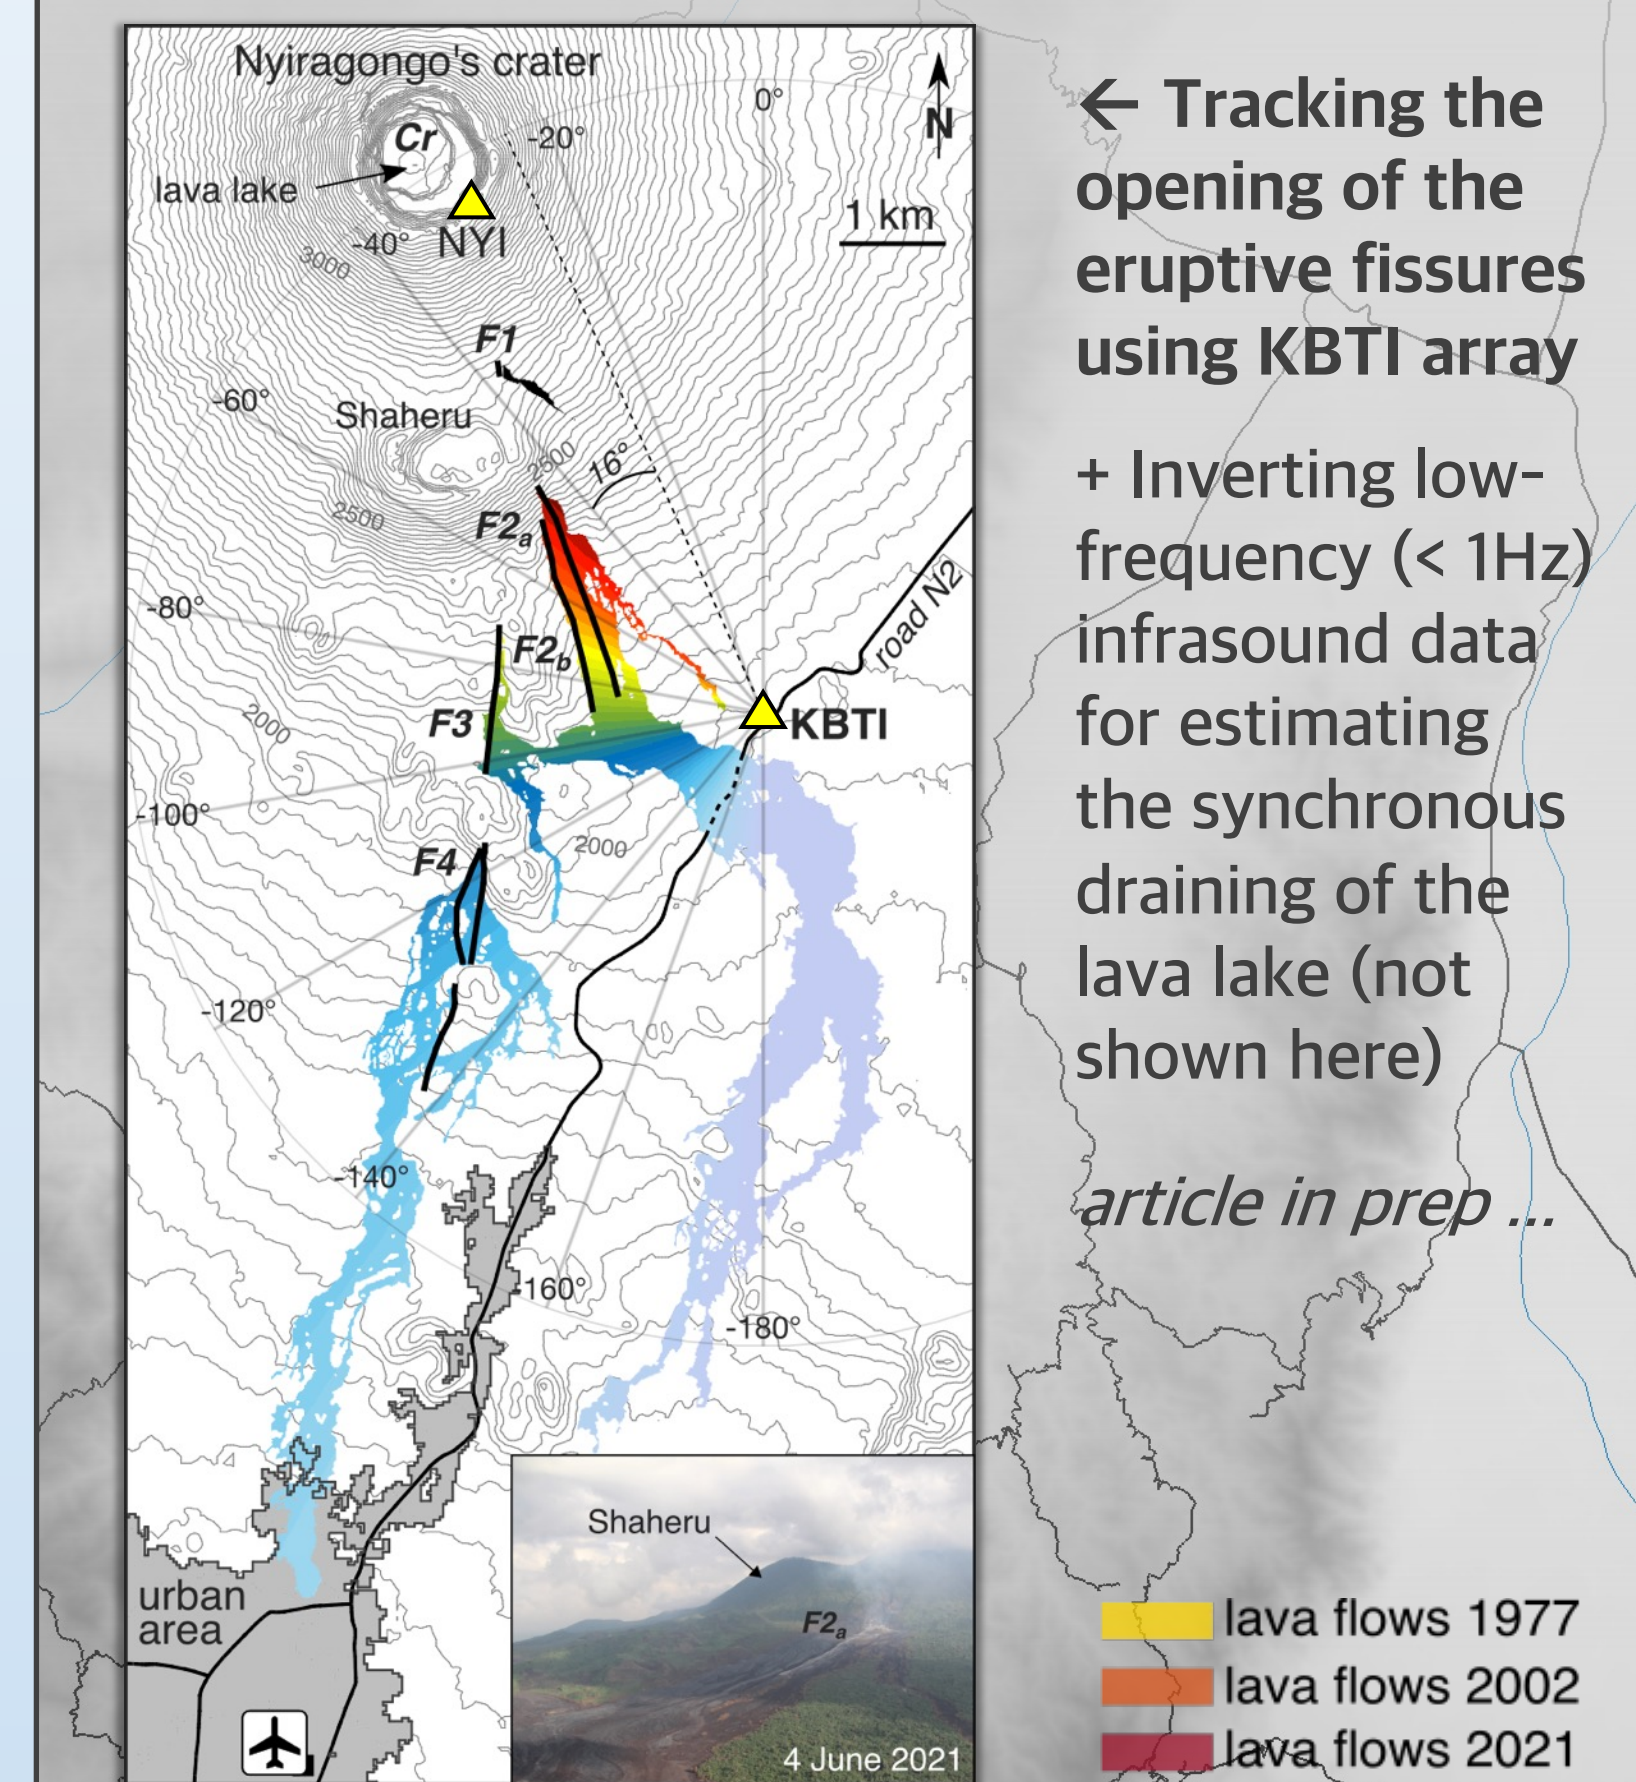 Nyiragongo's crater
0°
N
Cr
-20°
lava lake
1 km
-40°
NYI
3000
F1
-60°
Shaheru
2500
16°
2500
F2a
road N2
-80°
F2b
KBTI
F3
2000
-100°
2000
F4
-120°
-140°
-160°
-180°
urban
area
Shaheru
F2a
4 June 2021
← Tracking the
opening of the
eruptive fissures
using KBTI array
+ Inverting low-
frequency (< 1Hz)
infrasound data
for estimating
the synchronous
draining of the
lava lake (not
shown here)
article in prep ...
lava flows 1977
lava flows 2002
lava flows 2021